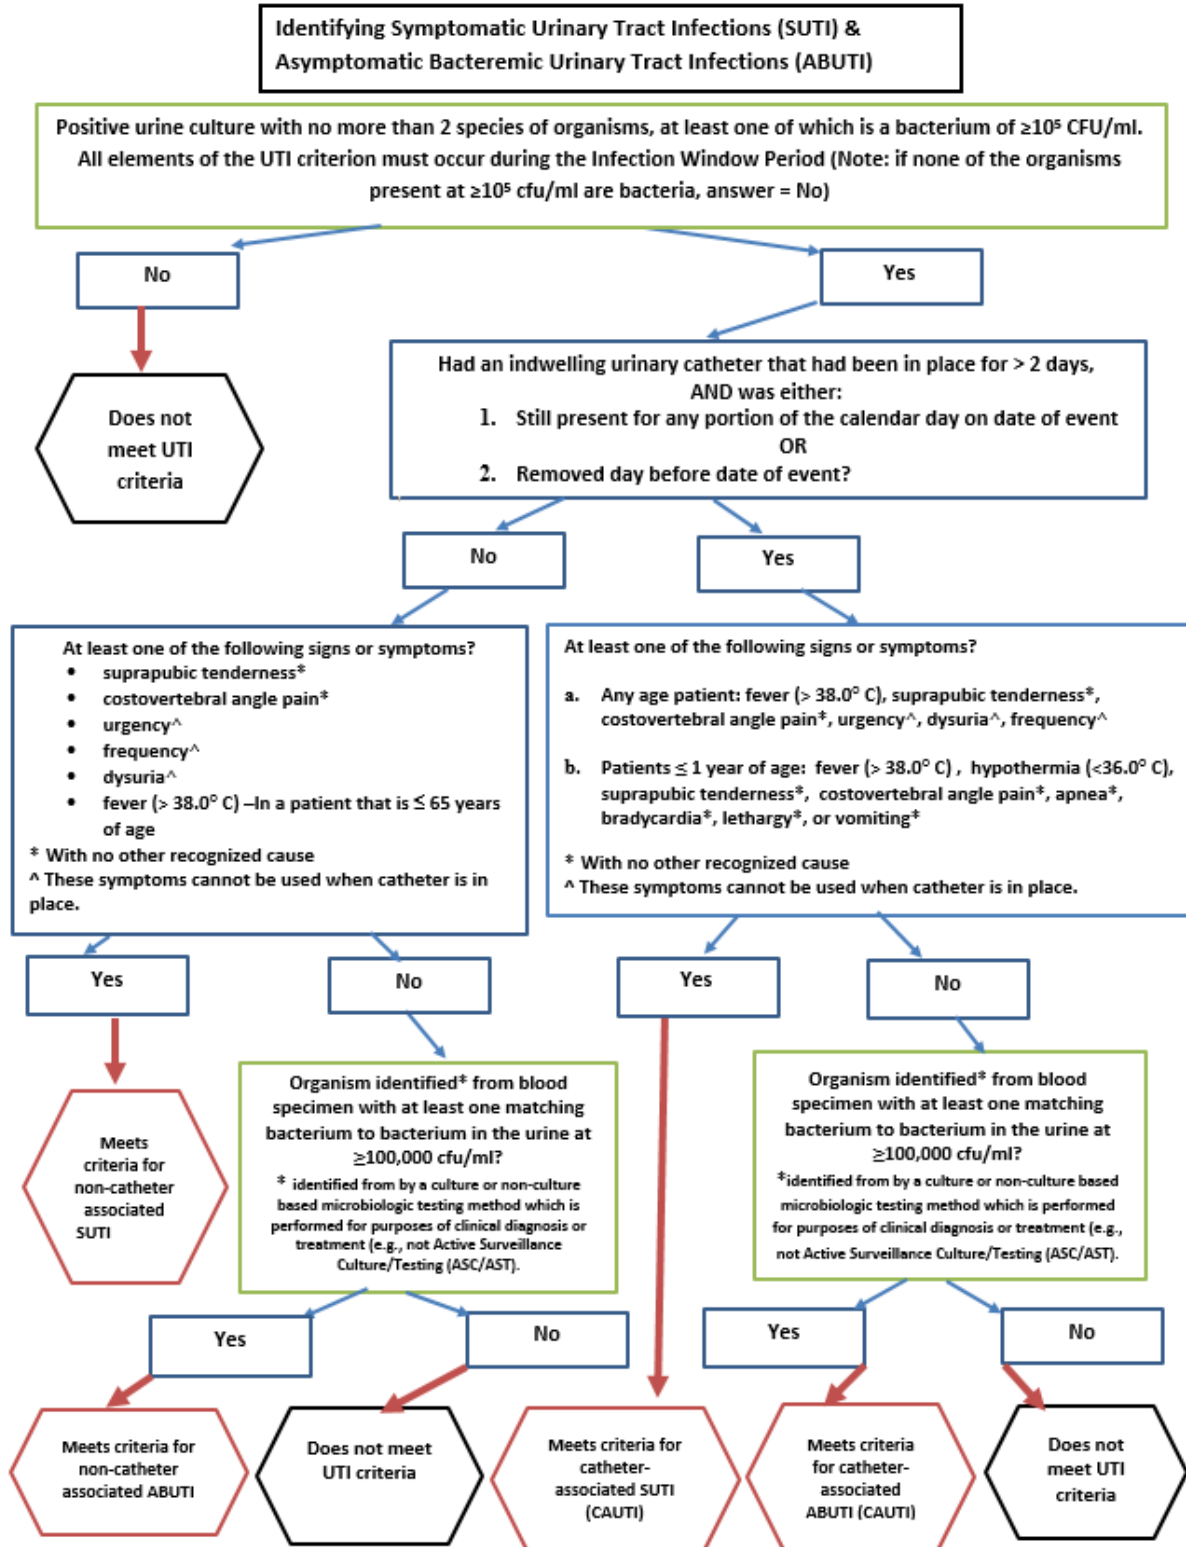 Identifying Symptomatic Urinary Tract Infections (SUTI) &
Asymptomatic Bacteremic Urinary Tract Infections (ABUTI)
Positive urine culture with no more than 2 species of organisms, at least one of which is a bacterium of ≥10⁵ CFU/ml.
All elements of the UTI criterion must occur during the Infection Window Period (Note: if none of the organisms
present at ≥10⁵ cfu/ml are bacteria, answer = No)
No
Yes
Does not
meet UTI
criteria
Had an indwelling urinary catheter that had been in place for > 2 days,
AND was either:
1. Still present for any portion of the calendar day on date of event
OR
2. Removed day before date of event?
No
Yes
At least one of the following signs or symptoms?
• suprapubic tenderness*
• costovertebral angle pain*
• urgency^
• frequency^
• dysuria^
• fever (> 38.0° C) –In a patient that is ≤ 65 years
of age
* With no other recognized cause
^ These symptoms cannot be used when catheter is in
place.
At least one of the following signs or symptoms?
a. Any age patient: fever (> 38.0° C), suprapubic tenderness*,
costovertebral angle pain*, urgency^, dysuria^, frequency^
b. Patients ≤ 1 year of age: fever (> 38.0° C) , hypothermia (<36.0° C),
suprapubic tenderness*, costovertebral angle pain*, apnea*,
bradycardia*, lethargy*, or vomiting*
* With no other recognized cause
^ These symptoms cannot be used when catheter is in place.
Yes
No
Yes
No
Meets
criteria for
non-catheter
associated
SUTI
Organism identified* from blood
specimen with at least one matching
bacterium to bacterium in the urine at
≥100,000 cfu/ml?
* identified from by a culture or non-culture
based microbiologic testing method which is
performed for purposes of clinical diagnosis or
treatment (e.g., not Active Surveillance
Culture/Testing (ASC/AST).
Organism identified* from blood
specimen with at least one matching
bacterium to bacterium in the urine at
≥100,000 cfu/ml?
*identified from by a culture or non-culture based
microbiologic testing method which is performed
for purposes of clinical diagnosis or treatment (e.g.,
not Active Surveillance Culture/Testing (ASC/AST).
Yes
No
Yes
No
Meets criteria for
non-catheter
associated ABUTI
Does not meet
UTI criteria
Meets criteria for
catheter-
associated SUTI
(CAUTI)
Meets criteria
for catheter-
associated
ABUTI (CAUTI)
Does not
meet UTI
criteria